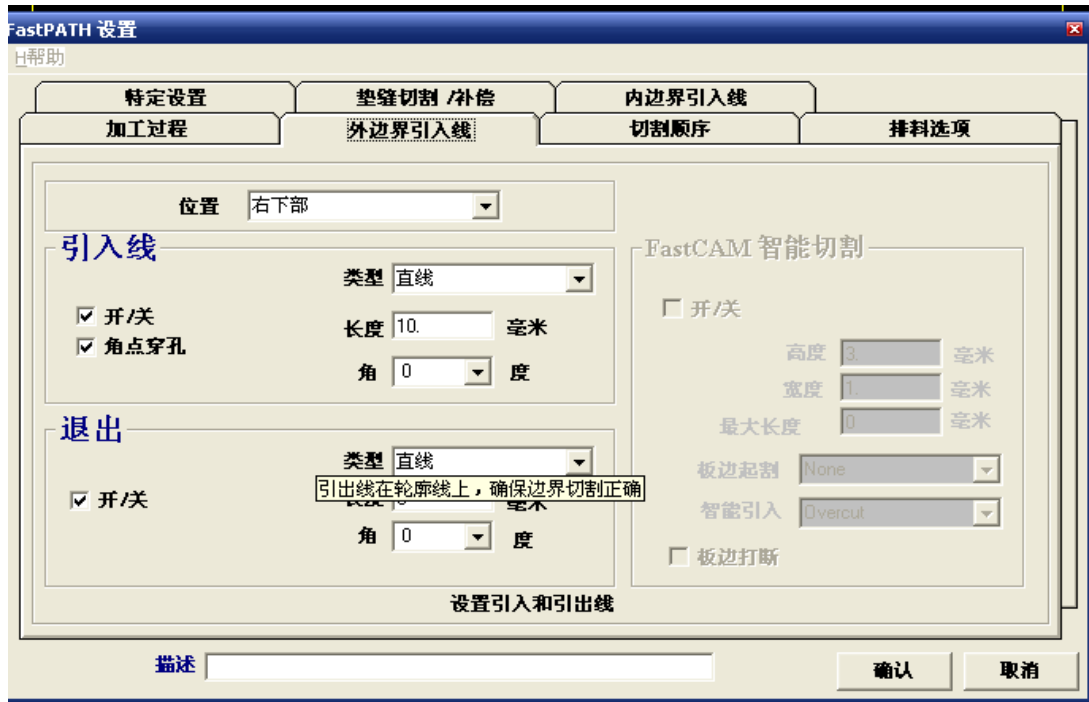 FastPATH 设置
H帮助
特定设置 垫缝切割 /补偿 内边界引入线
加工过程 外边界引入线 切割顺序 排料选项
位置 右下部
引入线
类型 直线
开/关
长度 10. 毫米
角点穿孔
角 0 度
退出
类型 直线
引出线在轮廓线上，确保边界切割正确
开/关
角 0 度
FastCAM 智能切割
开/关
高度 3. 毫米
宽度 1. 毫米
最大长度 0 毫米
板边起割 None
智能引入 Overcut
板边打断
设置引入和引出线
描述
确认 取消